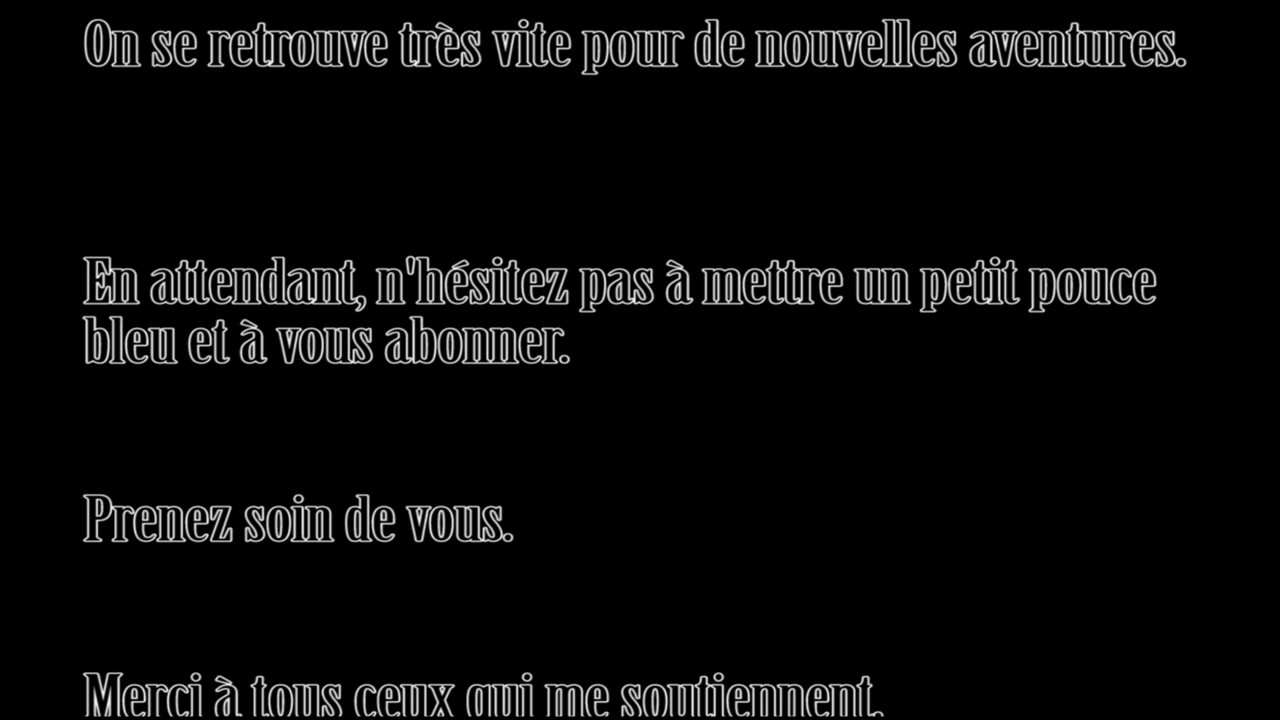 On se retrouve très vite pour de nouvelles aventures.
En attendant, n'hésitez pas à mettre un petit pouce
bleu et à vous abonner.
Prenez soin de vous.
Merci à tous ceux qui me soutiennent.